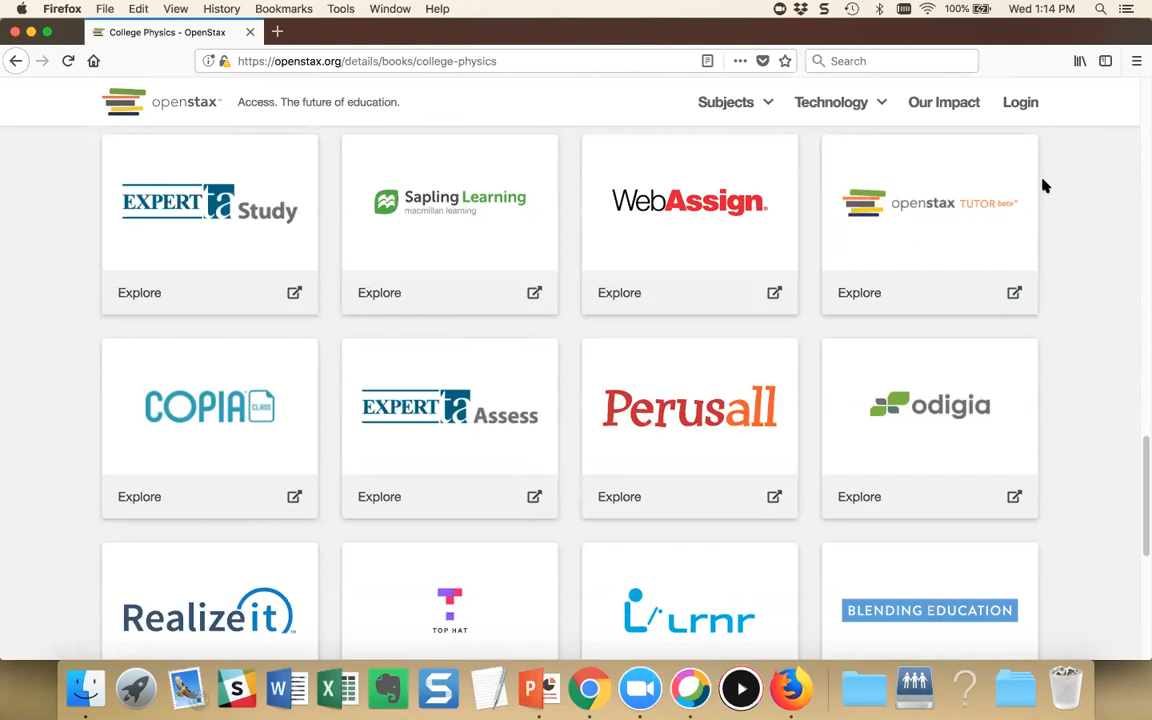 Firefox File Edit View History Bookmarks Tools Window Help 100% Wed 1:14 PM
College Physics - OpenStax
https://openstax.org/details/books/college-physics Search
openstax™ Access. The future of education. Subjects Technology Our Impact Login
EXPERT ta Study
Sapling Learning
macmillan learning
WebAssign.
openstax TUTOR beta™
Explore Explore Explore Explore
COPIA CLASS
EXPERT ta Assess
Perusall
odigia
Explore Explore Explore Explore
Realizeit™
TOP HAT
lrnr
BLENDING EDUCATION